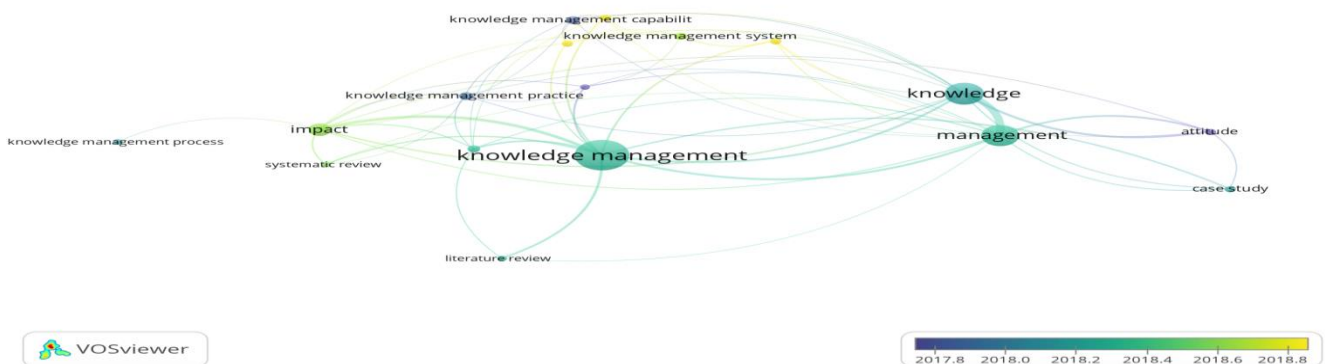 knowledge management capabilit
knowledge management system
knowledge
knowledge management practice
impact
attitude
management
knowledge management process
knowledge management
systematic review
case study
literature review
VOSviewer
2017.8 2018.0 2018.2 2018.4 2018.6 2018.8